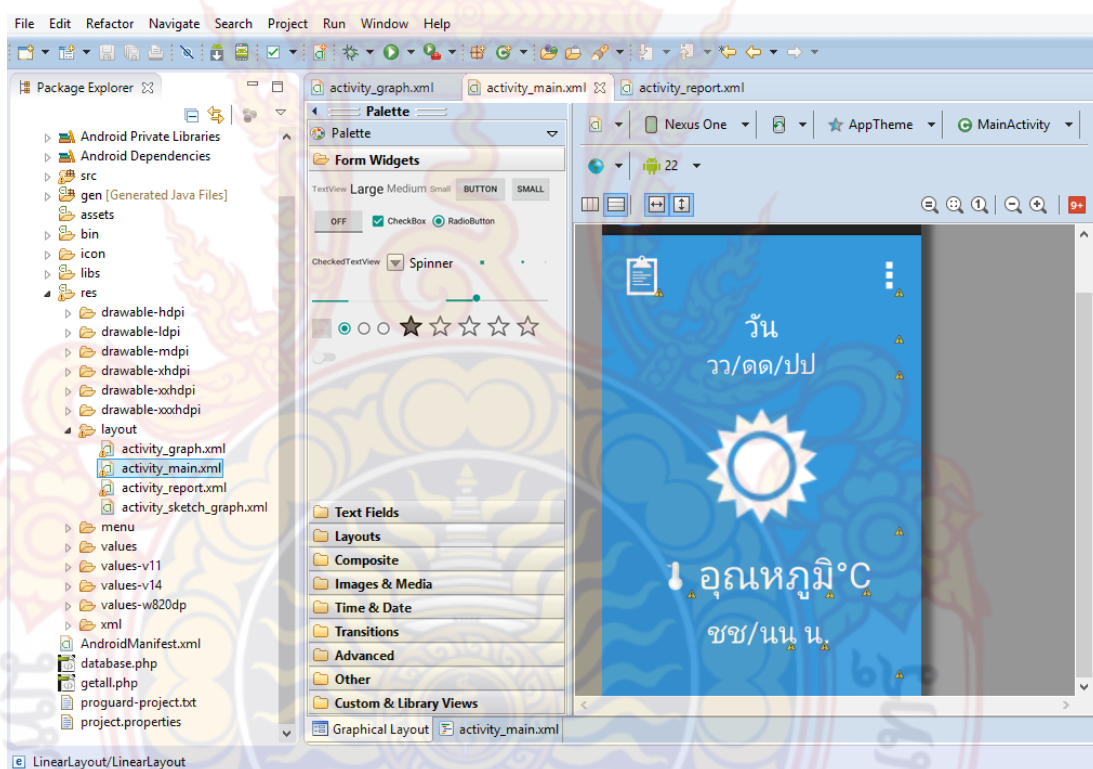 File Edit Refactor Navigate Search Project Run Window Help
Package Explorer
Android Private Libraries
Android Dependencies
src
gen [Generated Java Files]
assets
bin
icon
libs
res
drawable-hdpi
drawable-ldpi
drawable-mdpi
drawable-xhdpi
drawable-xxhdpi
drawable-xxxhdpi
layout
activity_graph.xml
activity_main.xml
activity_report.xml
activity_sketch_graph.xml
menu
values
values-v11
values-v14
values-w820dp
xml
AndroidManifest.xml
database.php
getall.php
proguard-project.txt
project.properties
activity_graph.xml activity_main.xml activity_report.xml
Palette
Palette
Form Widgets
TextView Large Medium Small BUTTON SMALL
OFF CheckBox RadioButton
CheckedTextView Spinner
Text Fields
Layouts
Composite
Images & Media
Time & Date
Transitions
Advanced
Other
Custom & Library Views
Graphical Layout activity_main.xml
Nexus One AppTheme MainActivity
22
1 9+
วัน
วว/ดด/ปป
อุณหภูมิ°C
ชช/นน น.
LinearLayout/LinearLayout